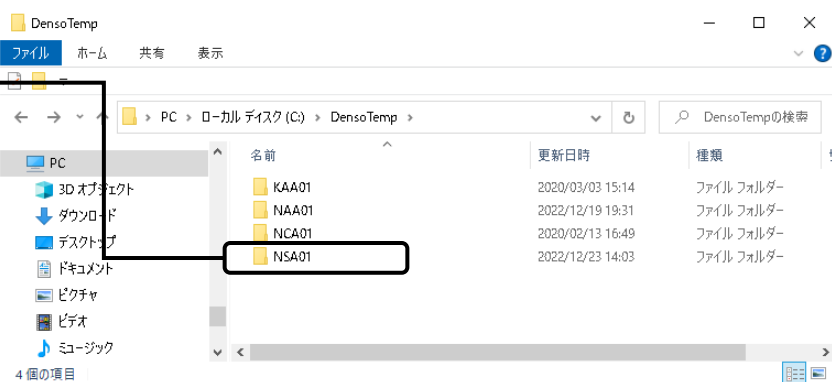 DensoTemp
ファイル ホーム 共有 表示
PC › ローカル ディスク (C:) › DensoTemp ›
DensoTempの検索
PC
3D オブジェクト
ダウンロード
デスクトップ
ドキュメント
ピクチャ
ビデオ
ミュージック
名前 更新日時 種類
KAA01 2020/03/03 15:14 ファイル フォルダー
NAA01 2022/12/19 19:31 ファイル フォルダー
NCA01 2020/02/13 16:49 ファイル フォルダー
NSA01 2022/12/23 14:03 ファイル フォルダー
4 個の項目